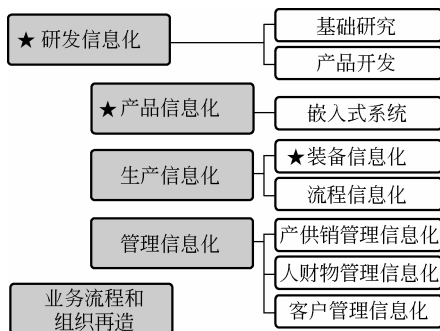 ★ 研发信息化
基础研究
产品开发
★产品信息化
嵌入式系统
生产信息化
★装备信息化
流程信息化
管理信息化
产供销管理信息化
人财物管理信息化
客户管理信息化
业务流程和
组织再造